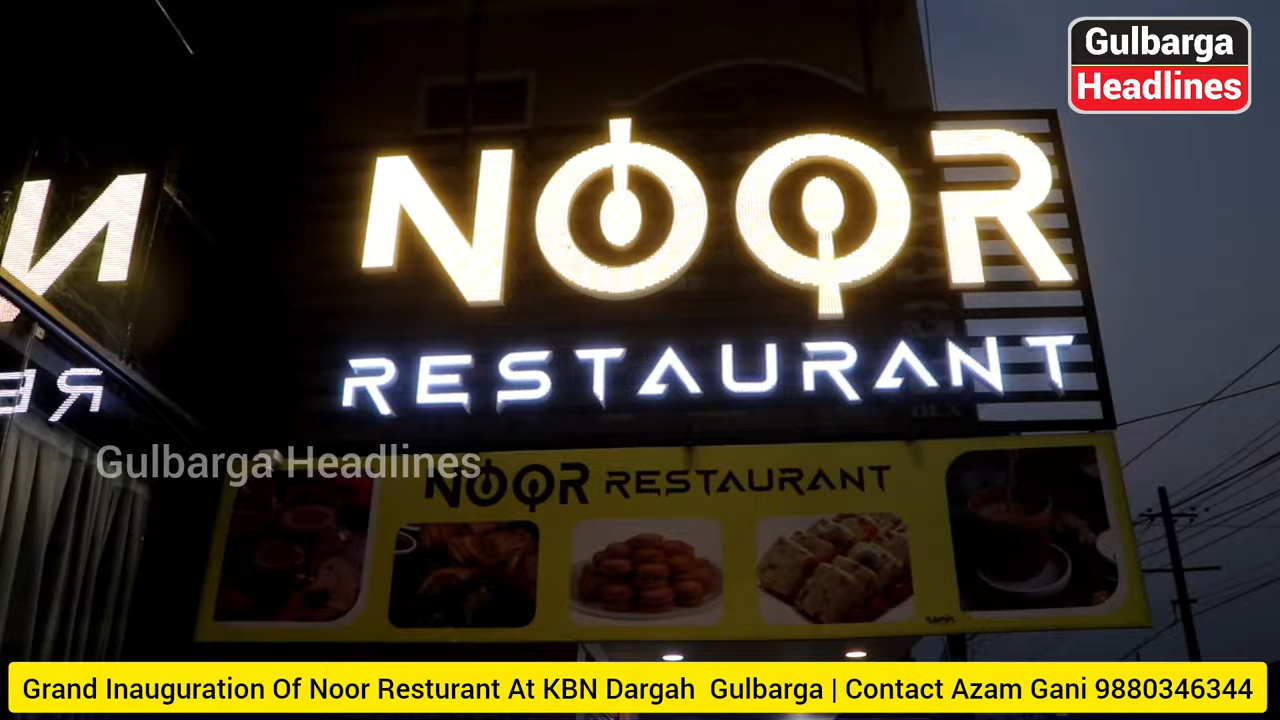 Gulbarga
Headlines
NOOR
RESTAURANT
Gulbarga Headlines
NOOR RESTAURANT
Grand Inauguration Of Noor Resturant At KBN Dargah Gulbarga | Contact Azam Gani 9880346344